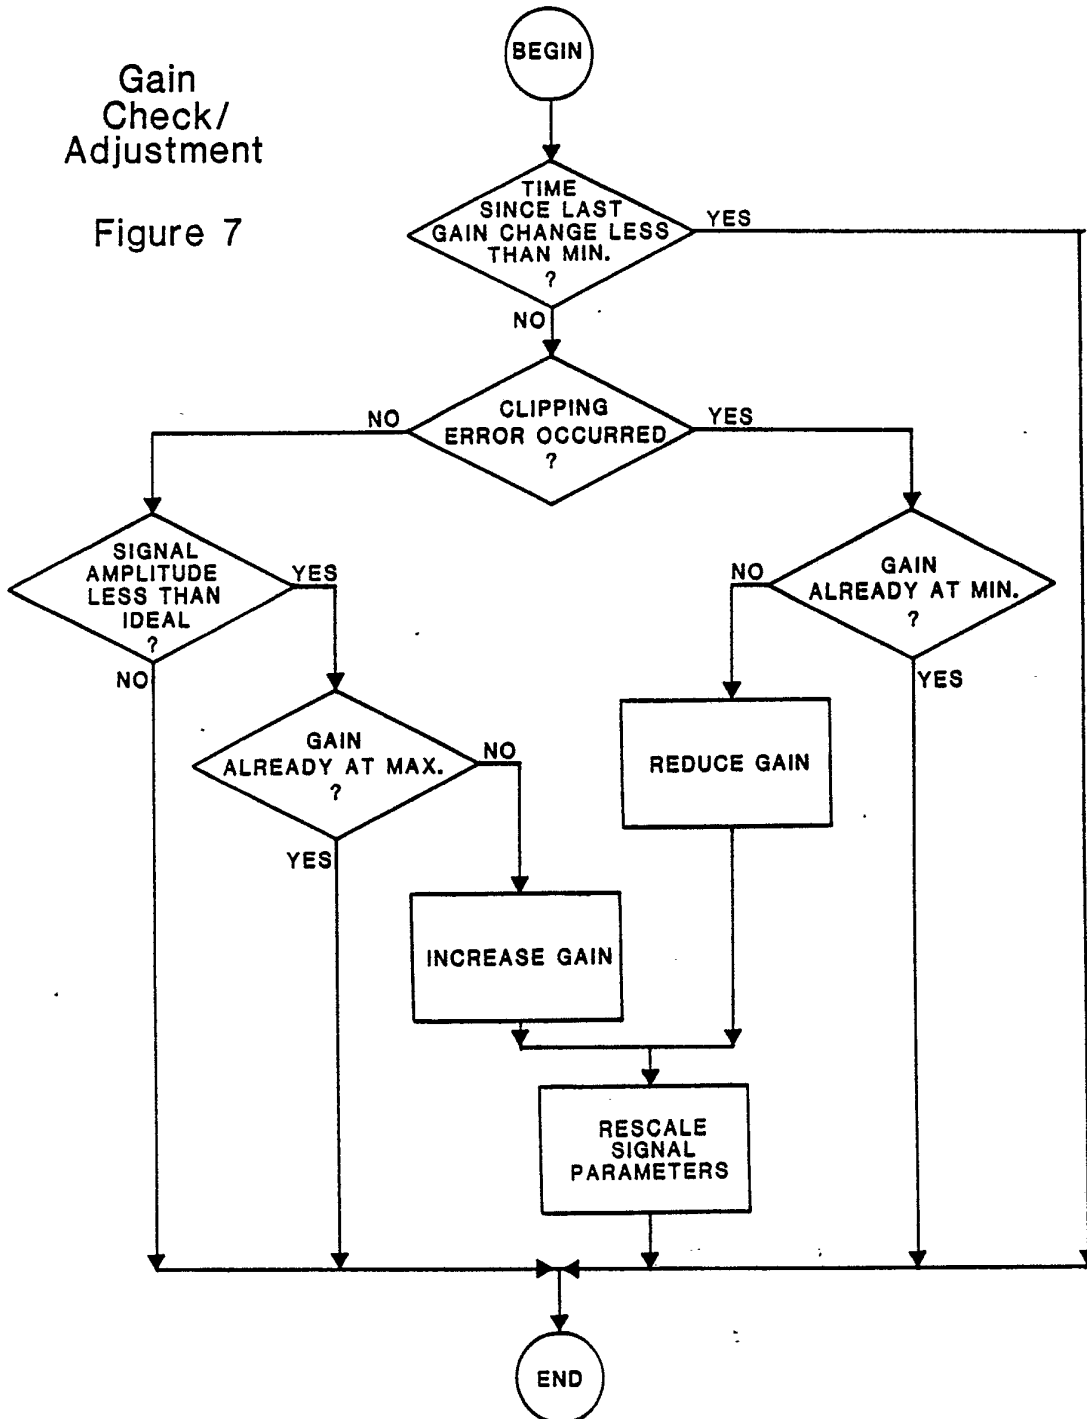 Gain
Check/
Adjustment
Figure 7
BEGIN
TIME
SINCE LAST
GAIN CHANGE LESS
THAN MIN.
?
YES
NO
CLIPPING
ERROR OCCURRED
?
NO
YES
SIGNAL
AMPLITUDE
LESS THAN
IDEAL
?
YES
NO
GAIN
ALREADY AT MIN.
?
NO
YES
GAIN
ALREADY AT MAX.
?
NO
YES
REDUCE GAIN
INCREASE GAIN
RESCALE
SIGNAL
PARAMETERS
END